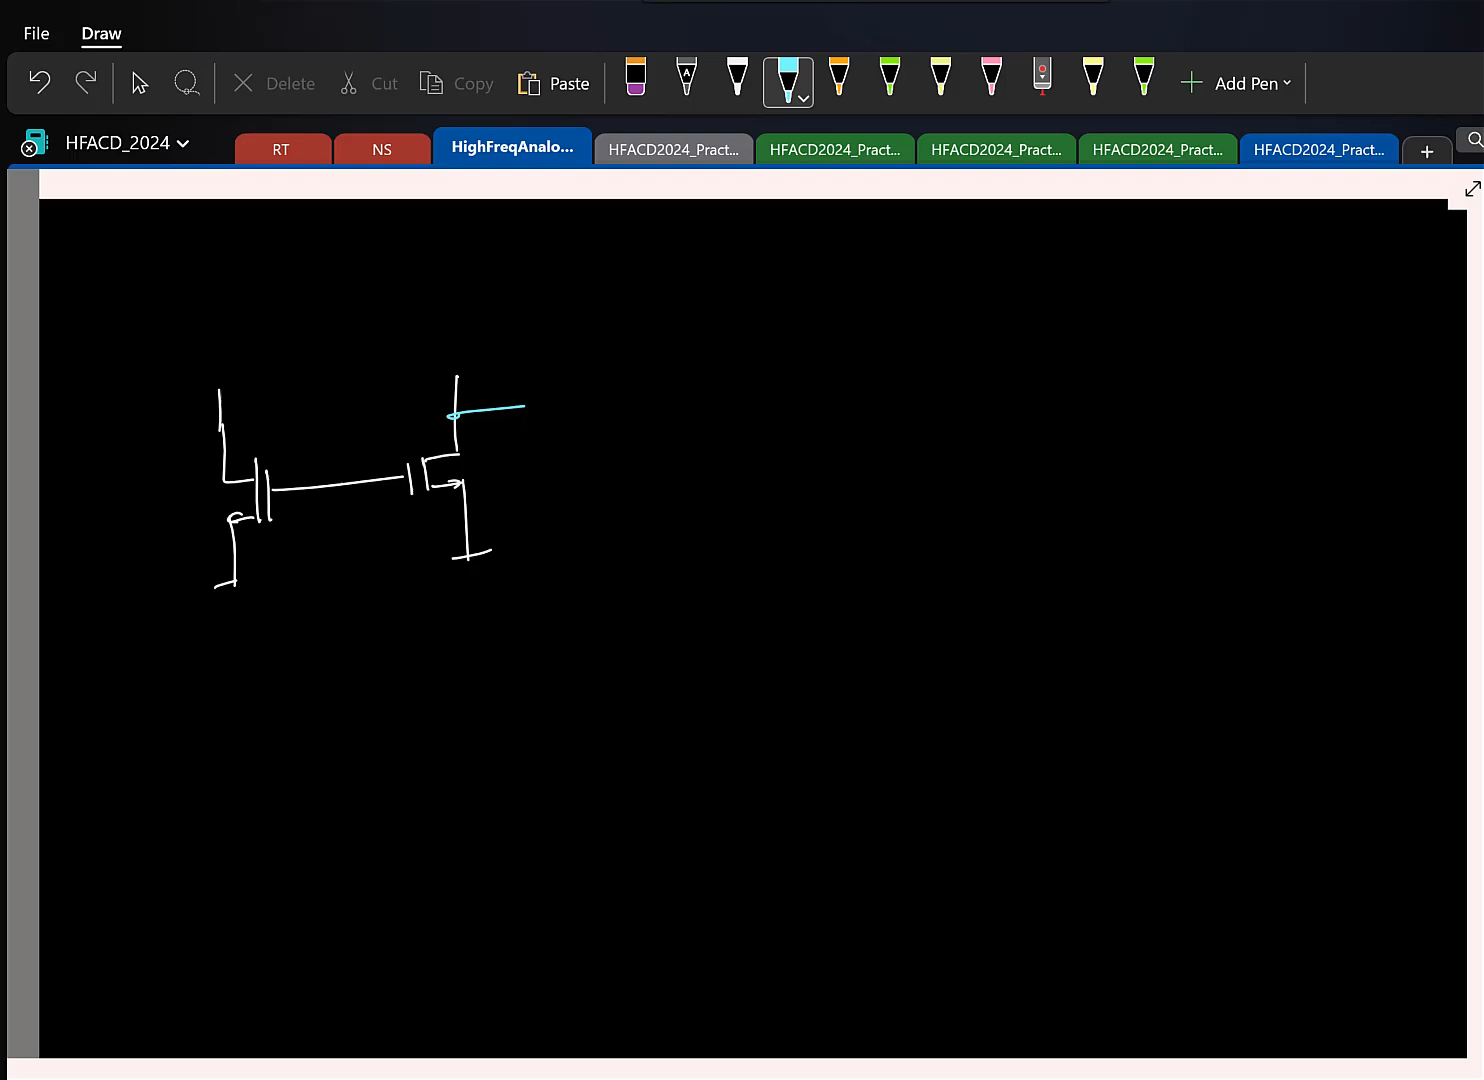 File Draw
Delete Cut Copy Paste A Add Pen
HFACD_2024 RT NS HighFreqAnalo... HFACD2024_Pract... HFACD2024_Pract... HFACD2024_Pract... HFACD2024_Pract... HFACD2024_Pract...